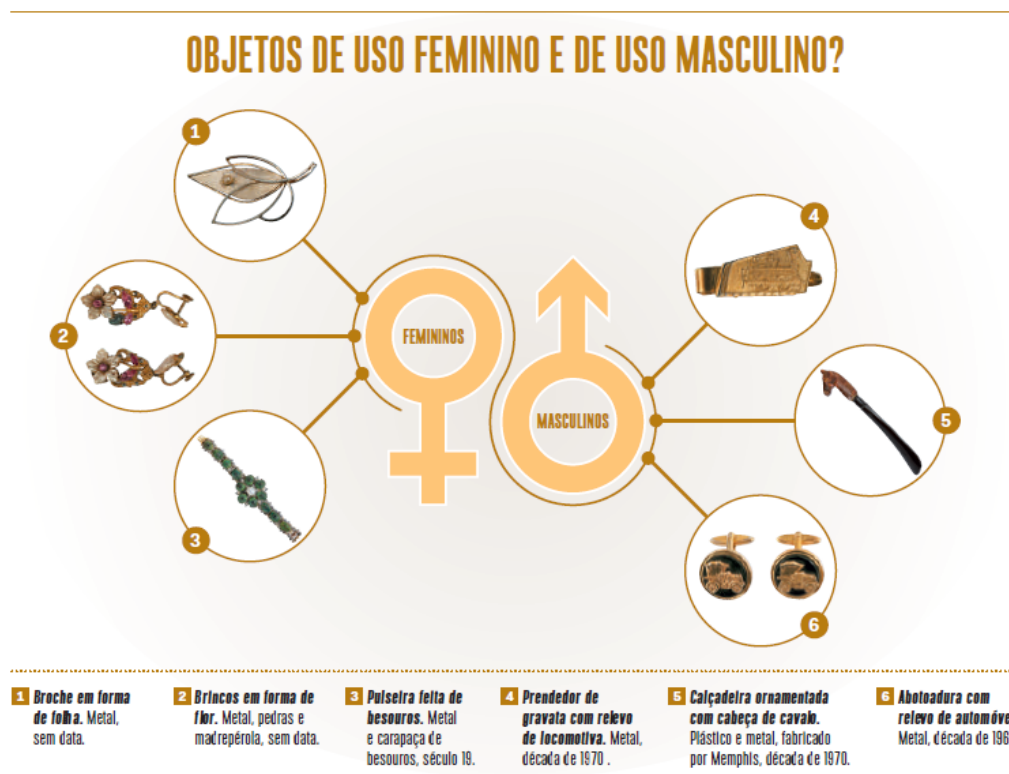 OBJETOS DE USO FEMININO E DE USO MASCULINO?
1
2
3
FEMININOS
4
5
6
MASCULINOS
1 Broche em forma
de folha. Metal,
sem data.
2 Brincos em forma de
flor. Metal, pedras e
madrepérola, sem data.
3 Pulseira feita de
besouros. Metal
e carapaça de
besouros, século 19.
4 Prendedor de
gravata com relevo
de locomotiva. Metal,
década de 1970 .
5 Calçadeira ornamentada
com cabeça de cavalo.
Plástico e metal, fabricado
por Memphis, década de 1970.
6 Abotoadura com
relevo de automóve
Metal, década de 196